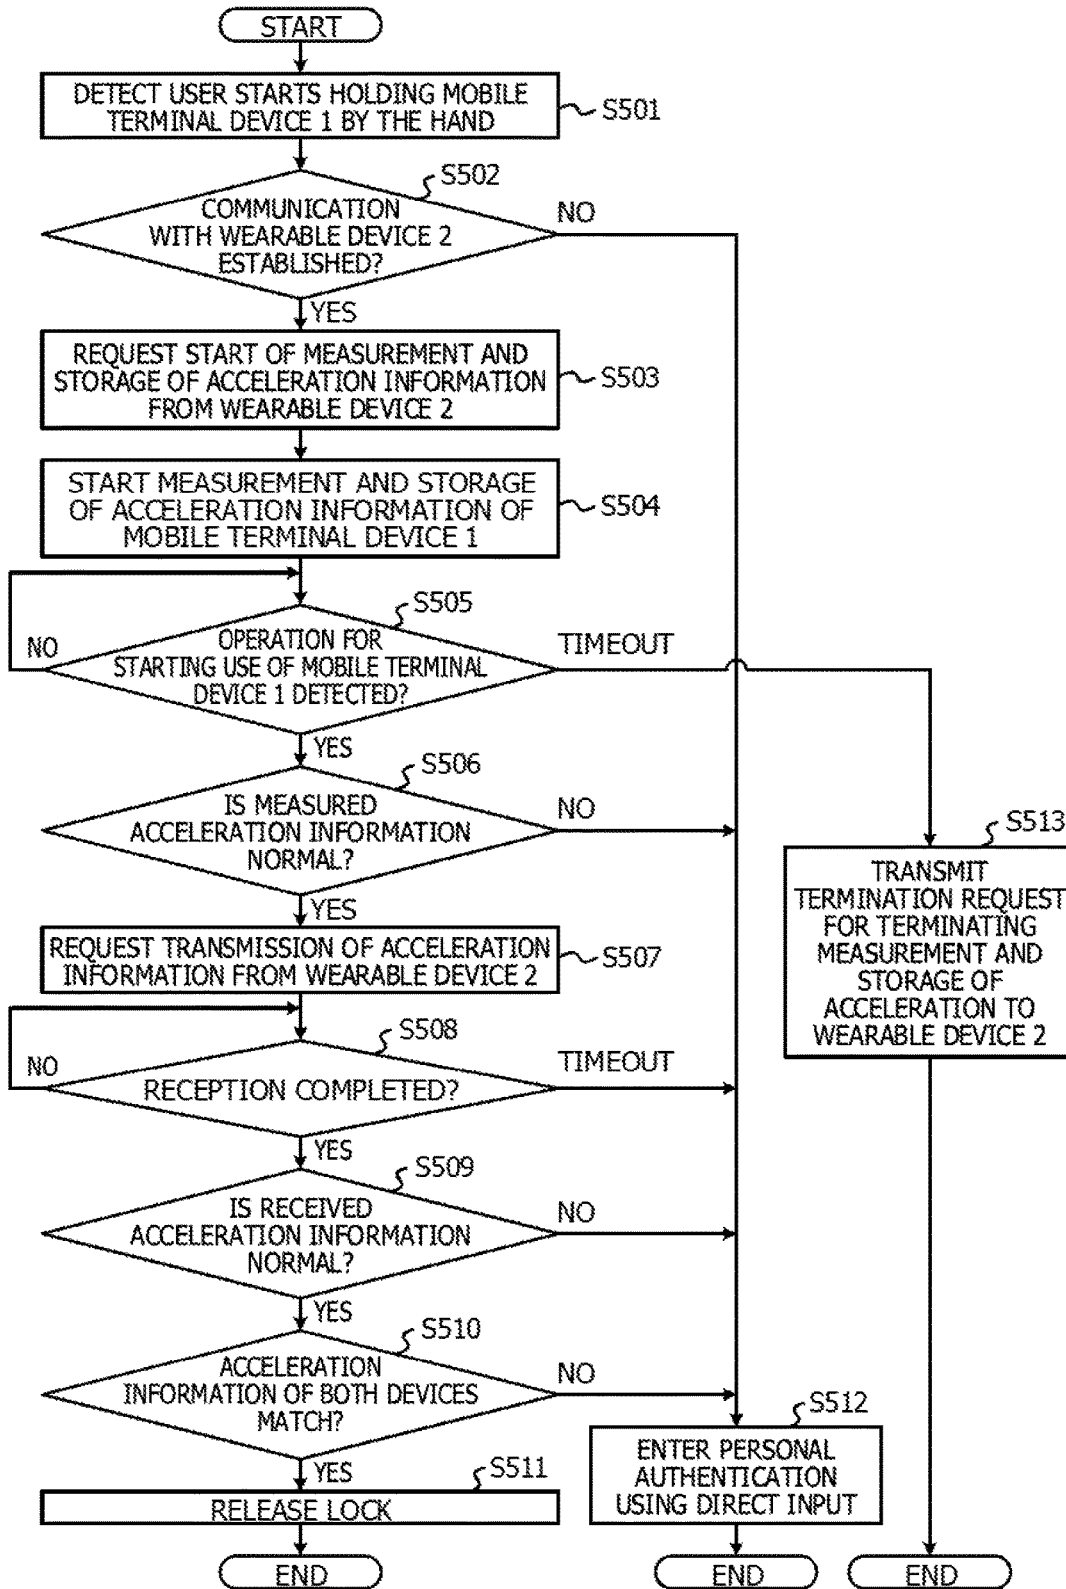 START
DETECT USER STARTS HOLDING MOBILE
TERMINAL DEVICE 1 BY THE HAND
S501
S502
COMMUNICATION
WITH WEARABLE DEVICE 2
ESTABLISHED?
NO
YES
REQUEST START OF MEASUREMENT AND
STORAGE OF ACCELERATION INFORMATION
FROM WEARABLE DEVICE 2
S503
START MEASUREMENT AND STORAGE
OF ACCELERATION INFORMATION OF
MOBILE TERMINAL DEVICE 1
S504
S505
OPERATION FOR
STARTING USE OF MOBILE TERMINAL
DEVICE 1 DETECTED?
NO
TIMEOUT
YES
S506
IS MEASURED
ACCELERATION INFORMATION
NORMAL?
NO
YES
S513
TRANSMIT
TERMINATION REQUEST
FOR TERMINATING
MEASUREMENT AND
STORAGE OF
ACCELERATION TO
WEARABLE DEVICE 2
REQUEST TRANSMISSION OF ACCELERATION
INFORMATION FROM WEARABLE DEVICE 2
S507
S508
RECEPTION COMPLETED?
NO
TIMEOUT
YES
S509
IS RECEIVED
ACCELERATION INFORMATION
NORMAL?
NO
YES
S510
ACCELERATION
INFORMATION OF BOTH DEVICES
MATCH?
NO
YES
S511
RELEASE LOCK
S512
ENTER PERSONAL
AUTHENTICATION
USING DIRECT INPUT
END
END
END